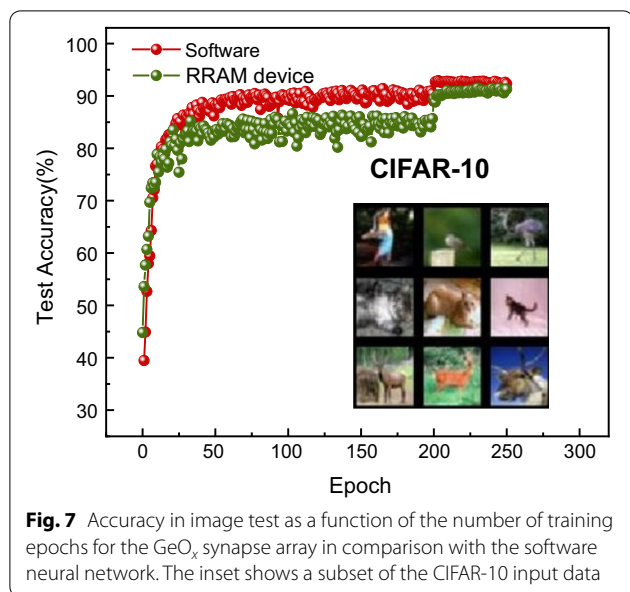 100
90
80
70
60
50
40
30
Test Accuracy(%)
Software
RRAM device
CIFAR-10
0 50 100 150 200 250 300
Epoch
Fig. 7 Accuracy in image test as a function of the number of training
epochs for the GeOx synapse array in comparison with the software
neural network. The inset shows a subset of the CIFAR-10 input data